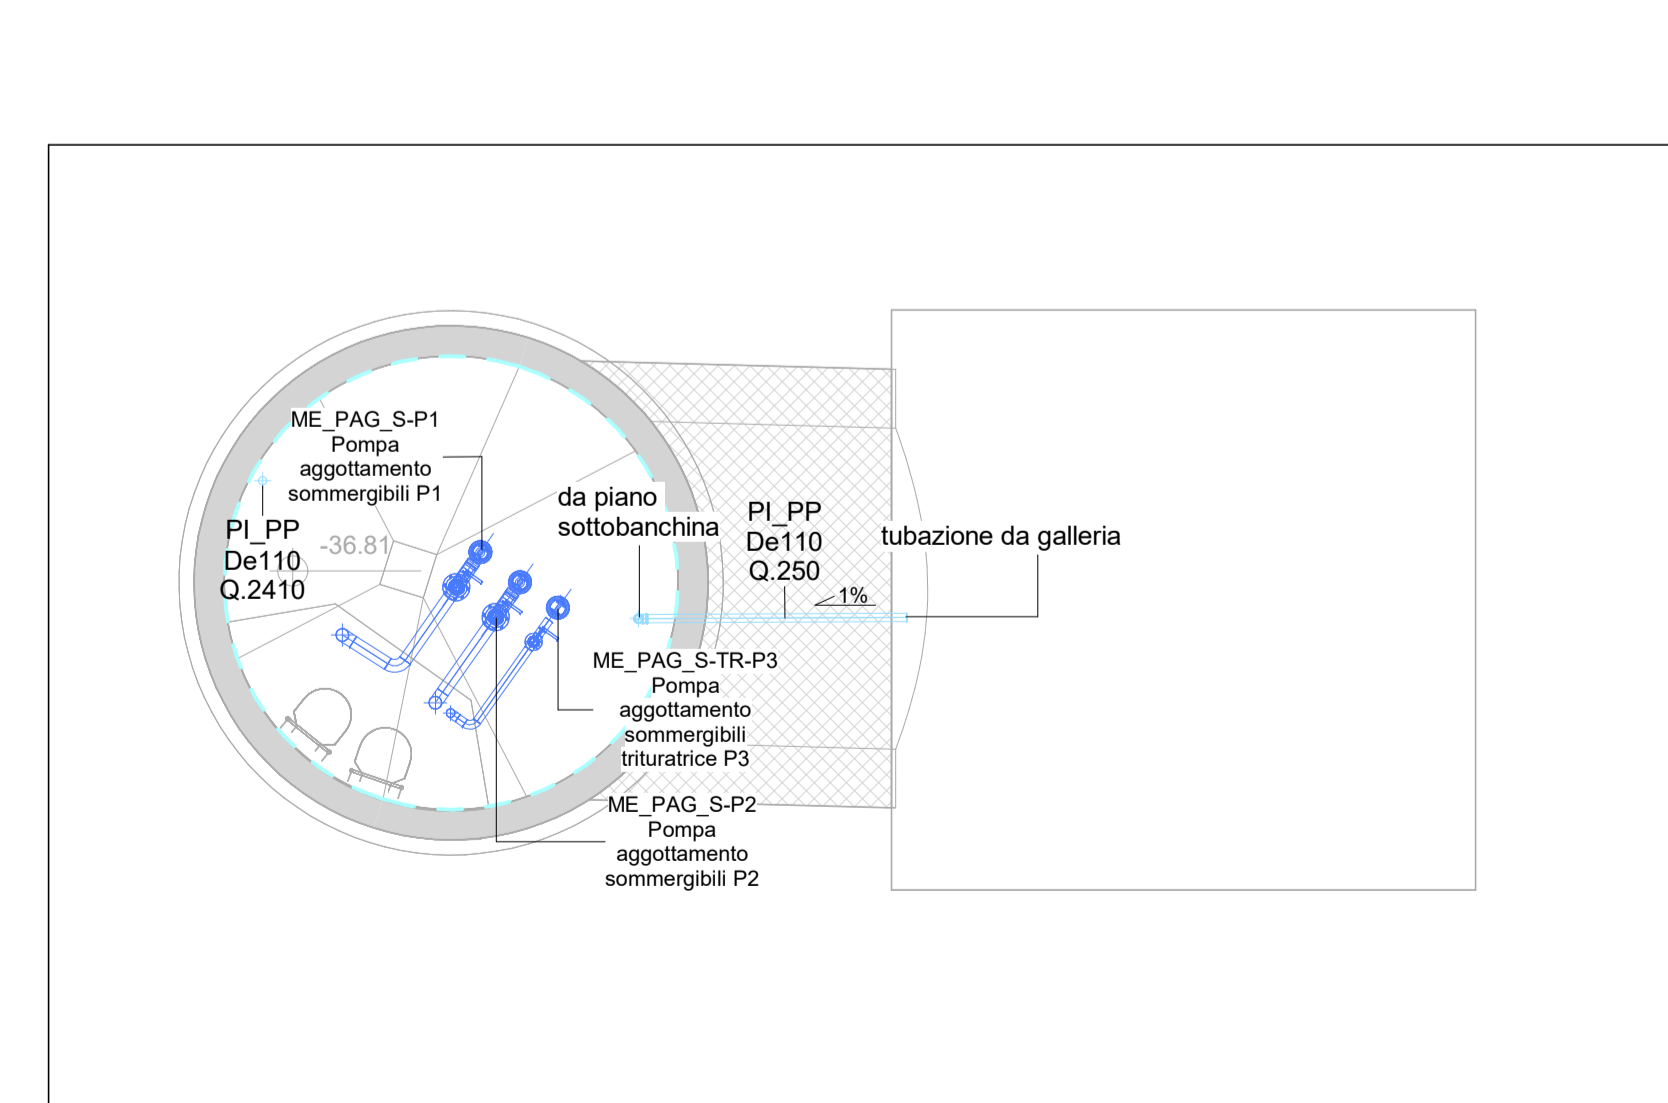 ME_PAG_S-P1
Pompa
aggottamento
sommergibili P1
PI_PP
De110
Q.2410
-36.81
da piano
sottobanchina
PI_PP
De110
Q.250
1%
tubazione da galleria
ME_PAG_S-TR-P3
Pompa
aggottamento
sommergibili
trituratrice P3
ME_PAG_S-P2
Pompa
aggottamento
sommergibili P2